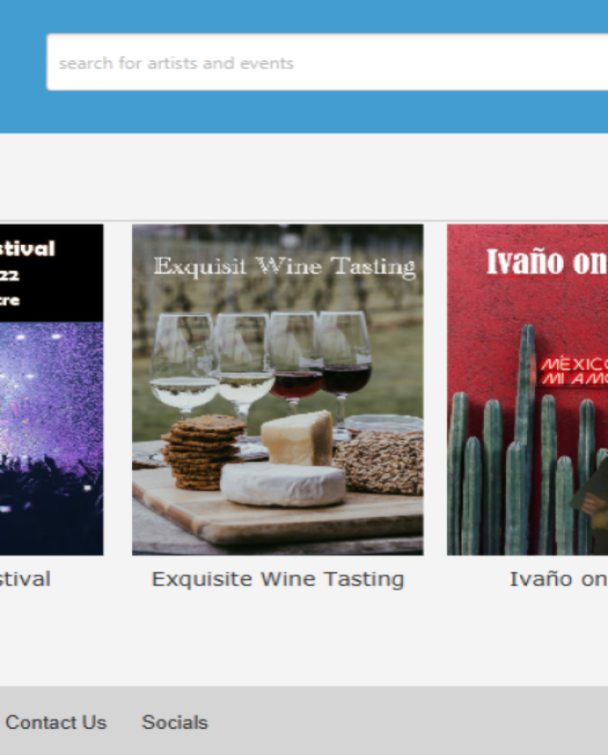 search for artists and events
stival
22
tre
Exquisit Wine Tasting
Ivaño on
MEXICO
MI AMO
stival
Exquisite Wine Tasting
Ivaño on
Contact Us Socials